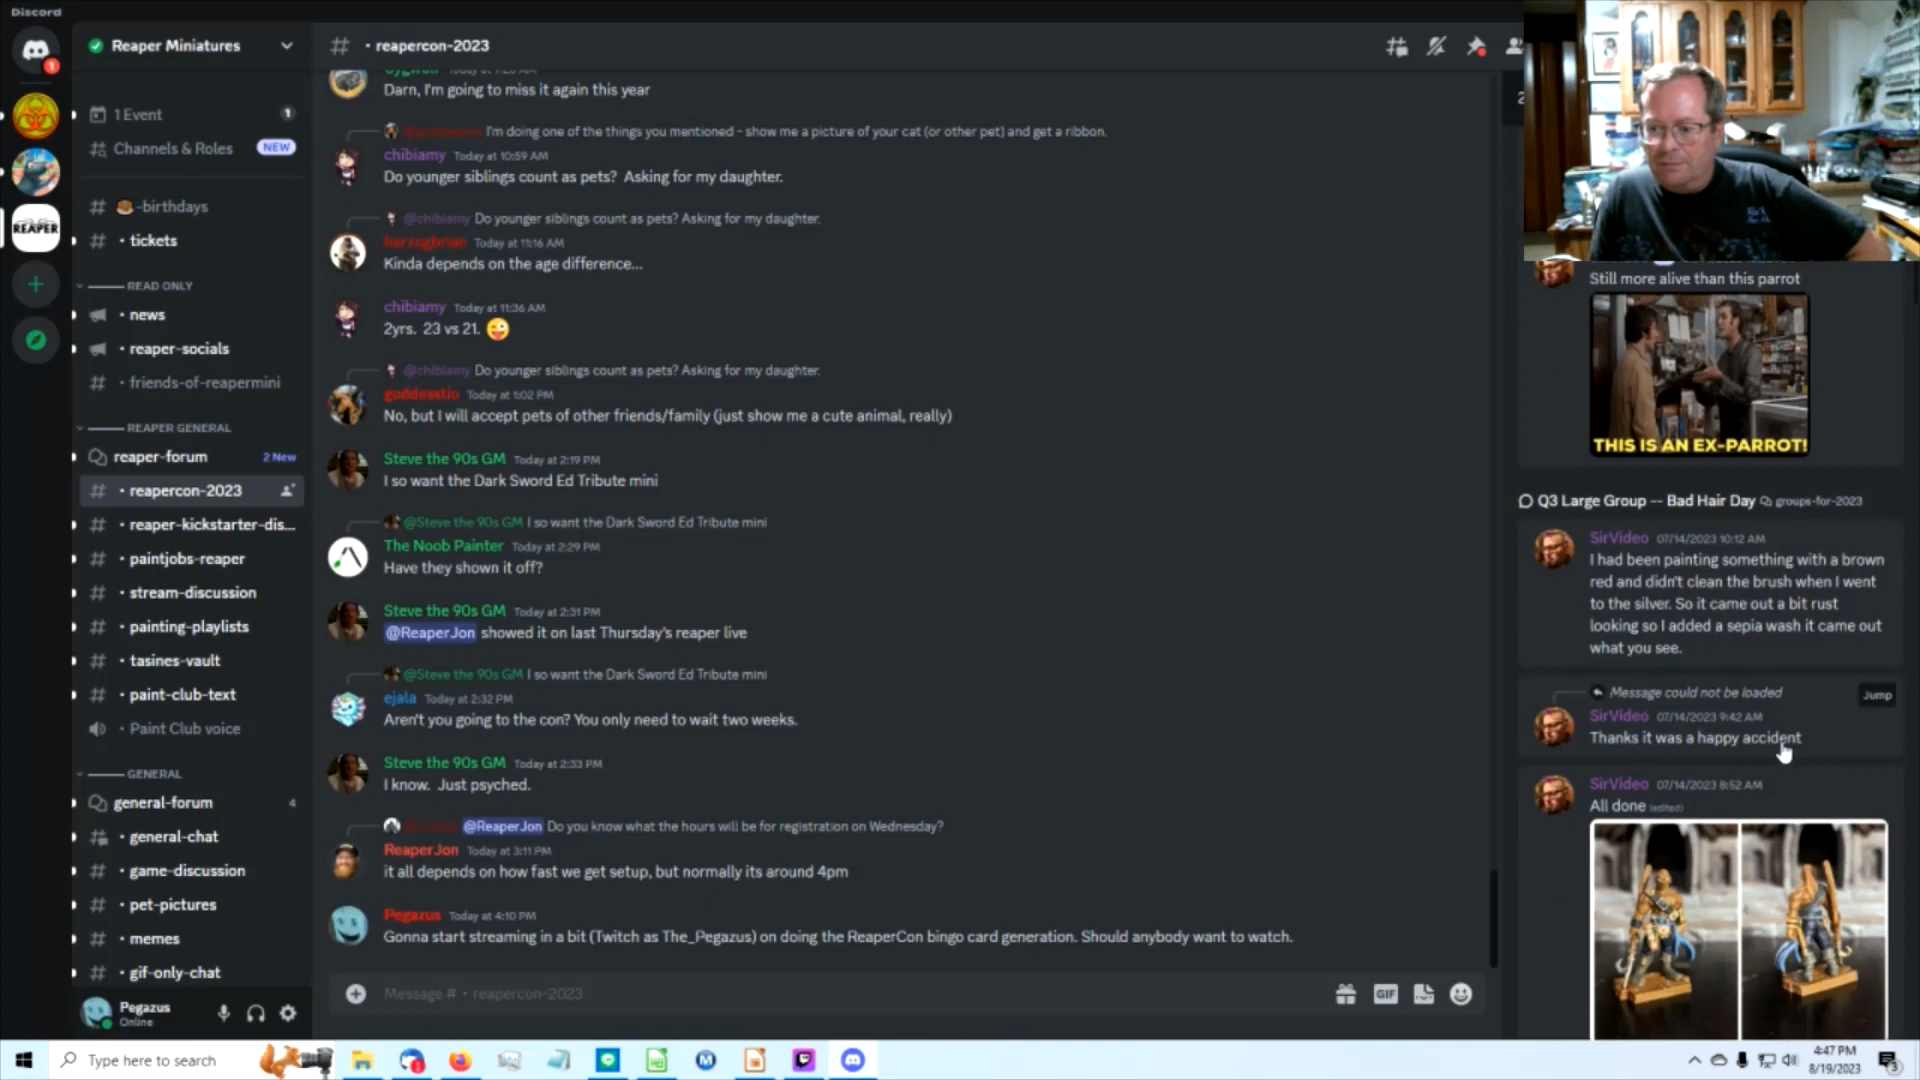 Discord
Reaper Miniatures
# • reapercon-2023
1 Event 1
Channels & Roles NEW
-birthdays
• tickets
READ ONLY
• news
• reaper-socials
• friends-of-reapermini
REAPER GENERAL
reaper-forum 2 New
• reapercon-2023
• reaper-kickstarter-dis...
• paintjobs-reaper
• stream-discussion
• painting-playlists
• tasines-vault
• paint-club-text
• Paint Club voice
GENERAL
general-forum 4
• general-chat
• game-discussion
• pet-pictures
• memes
• gif-only-chat
Pegazus
Online
REAPER
Darn, I'm going to miss it again this year
I'm doing one of the things you mentioned - show me a picture of your cat (or other pet) and get a ribbon.
chibiamy Today at 10:59 AM
Do younger siblings count as pets? Asking for my daughter.
@chibiamy Do younger siblings count as pets? Asking for my daughter.
herzogbrian Today at 11:16 AM
Kinda depends on the age difference...
chibiamy Today at 11:36 AM
2yrs. 23 vs 21. 😜
@chibiamy Do younger siblings count as pets? Asking for my daughter.
goddesstio Today at 1:02 PM
No, but I will accept pets of other friends/family (just show me a cute animal, really)
Steve the 90s GM Today at 2:19 PM
I so want the Dark Sword Ed Tribute mini
@Steve the 90s GM I so want the Dark Sword Ed Tribute mini
The Noob Painter Today at 2:29 PM
Have they shown it off?
Steve the 90s GM Today at 2:31 PM
@ReaperJon showed it on last Thursday's reaper live
@Steve the 90s GM I so want the Dark Sword Ed Tribute mini
ejala Today at 2:32 PM
Aren't you going to the con? You only need to wait two weeks.
Steve the 90s GM Today at 2:33 PM
I know. Just psyched.
@ReaperJon Do you know what the hours will be for registration on Wednesday?
ReaperJon Today at 3:11 PM
it all depends on how fast we get setup, but normally its around 4pm
Pegazus Today at 4:10 PM
Gonna start streaming in a bit (Twitch as The_Pegazus) on doing the ReaperCon bingo card generation. Should anybody want to watch.
Message # • reapercon-2023
GIF
Still more alive than this parrot
THIS IS AN EX-PARROT!
Q3 Large Group -- Bad Hair Day groups-for-2023
SirVideo 07/14/2023 10:12 AM
I had been painting something with a brown
red and didn't clean the brush when I went
to the silver. So it came out a bit rust
looking so I added a sepia wash it came out
what you see.
Message could not be loaded
Jump
SirVideo 07/14/2023 9:42 AM
Thanks it was a happy accident
SirVideo 07/14/2023 8:52 AM
All done (edited)
Type here to search
4:47 PM
8/19/2023